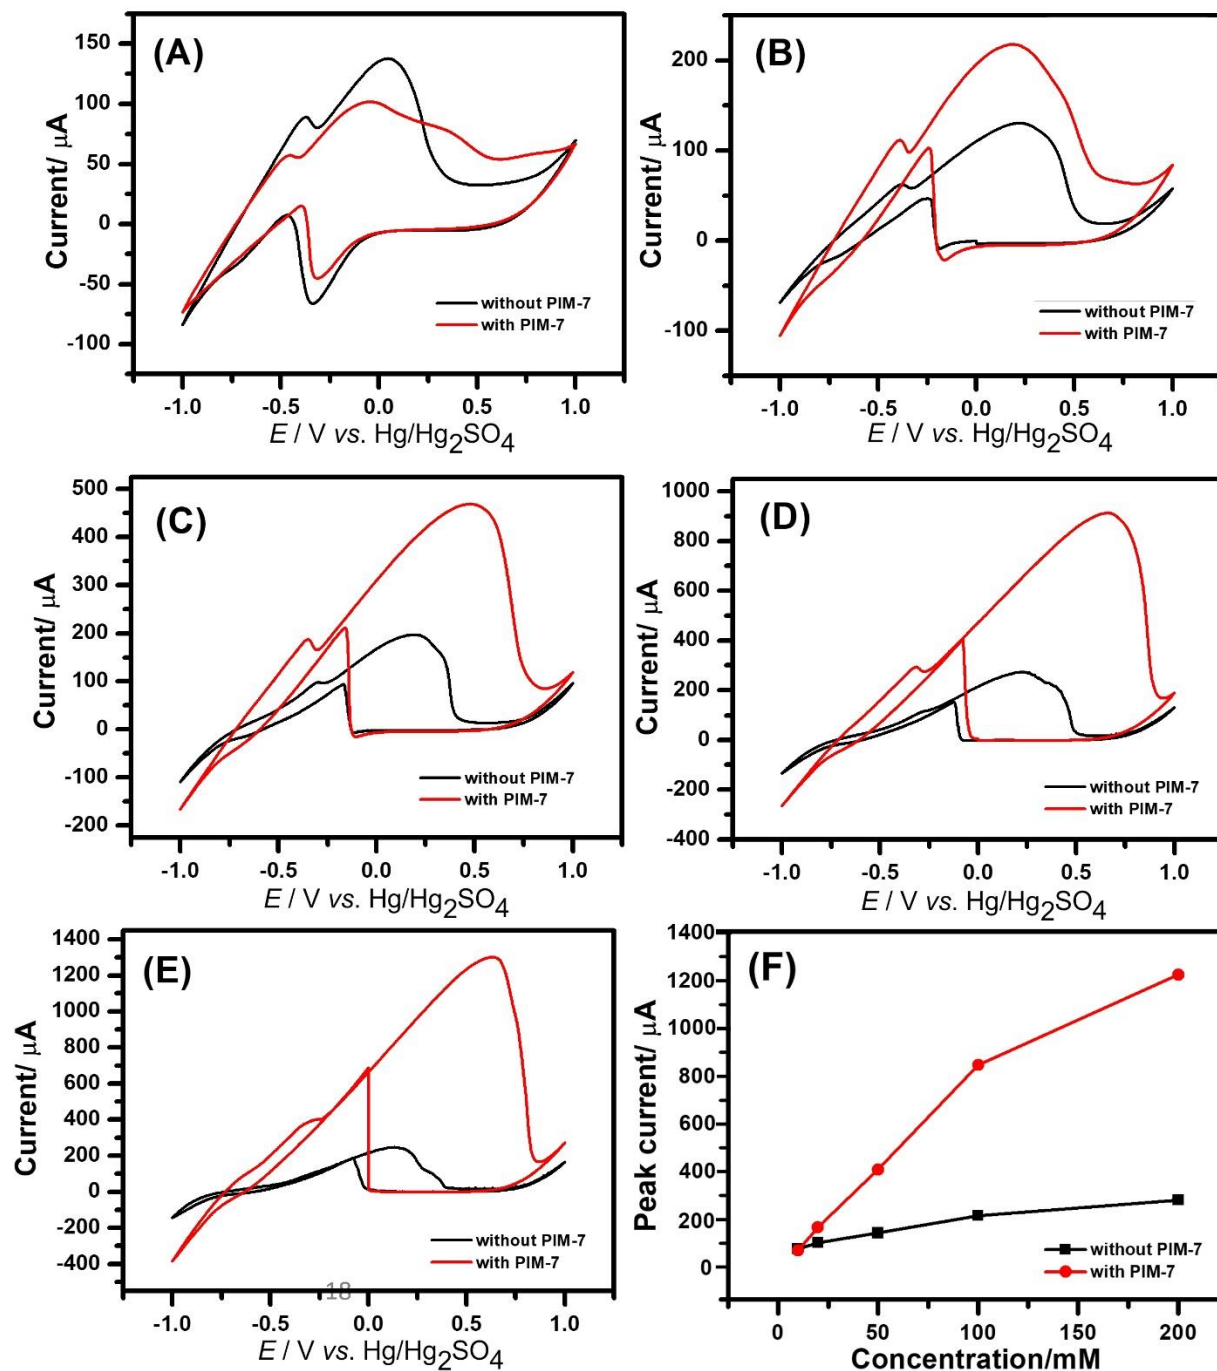 (A)
150
100
50
0
-50
-100
Current/ μA
without PIM-7
with PIM-7
-1.0 -0.5 0.0 0.5 1.0
E / V vs. Hg/Hg2SO4
(B)
200
100
0
-100
Current/ μA
without PIM-7
with PIM-7
-1.0 -0.5 0.0 0.5 1.0
E / V vs. Hg/Hg2SO4
(C)
500
400
300
200
100
0
-100
-200
Current/ μA
without PIM-7
with PIM-7
-1.0 -0.5 0.0 0.5 1.0
E / V vs. Hg/Hg2SO4
(D)
1000
800
600
400
200
0
-200
-400
Current/ μA
without PIM-7
with PIM-7
-1.0 -0.5 0.0 0.5 1.0
E / V vs. Hg/Hg2SO4
(E)
1400
1200
1000
800
600
400
200
0
-200
-400
Current/ μA
without PIM-7
with PIM-7
18
-1.0 -0.5 0.0 0.5 1.0
E / V vs. Hg/Hg2SO4
(F)
1400
1200
1000
800
600
400
200
0
Peak current/ μA
without PIM-7
with PIM-7
0 50 100 150 200
Concentration/mM